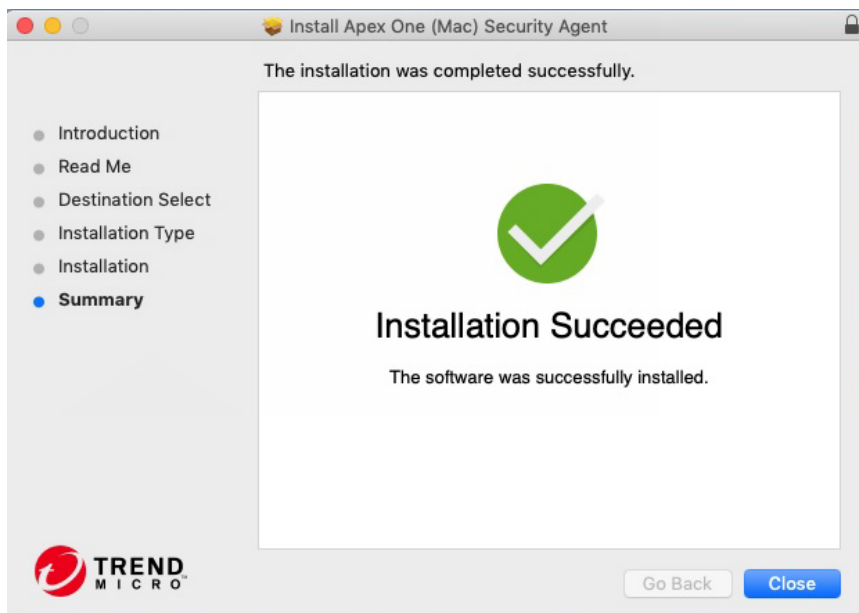 Install Apex One (Mac) Security Agent
The installation was completed successfully.
Introduction
Read Me
Destination Select
Installation Type
Installation
Summary
Installation Succeeded
The software was successfully installed.
TREND
MICRO™
Go Back
Close